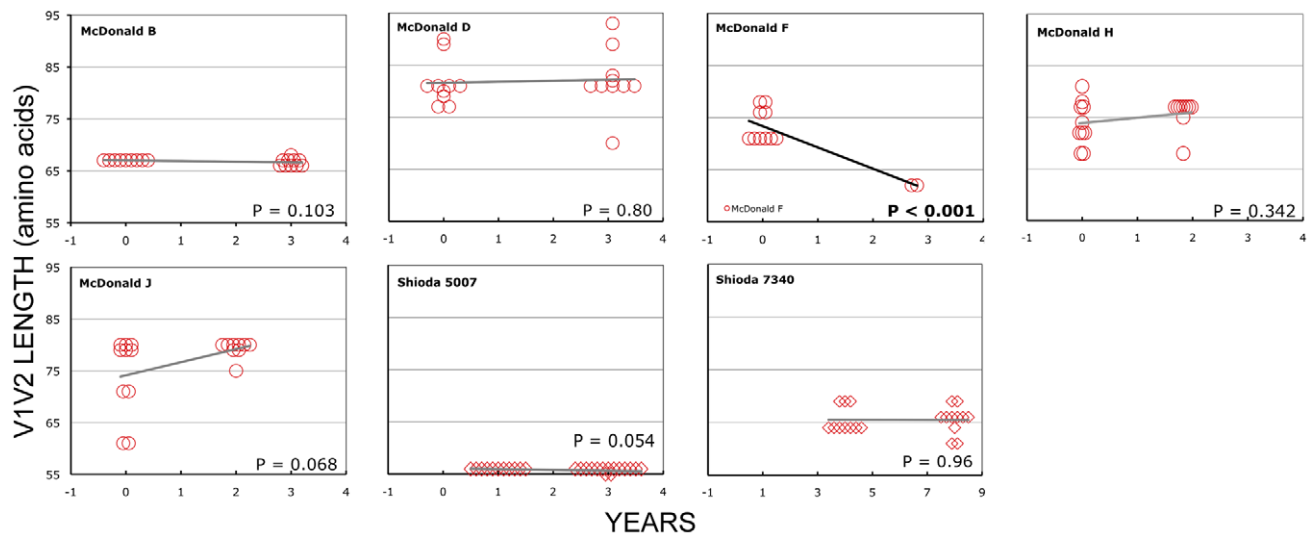 V1V2 LENGTH (amino acids)
McDonald B
95
85
75
65
55
P = 0.103
-1 0 1 2 3 4
McDonald D
P = 0.80
-1 0 1 2 3 4
McDonald F
McDonald F
P < 0.001
-1 0 1 2 3 4
McDonald H
P = 0.342
-1 0 1 2 3 4
McDonald J
95
85
75
65
55
P = 0.068
-1 0 1 2 3 4
Shioda 5007
P = 0.054
-1 0 1 2 3 4
Shioda 7340
P = 0.96
-1 1 3 5 7 9
YEARS